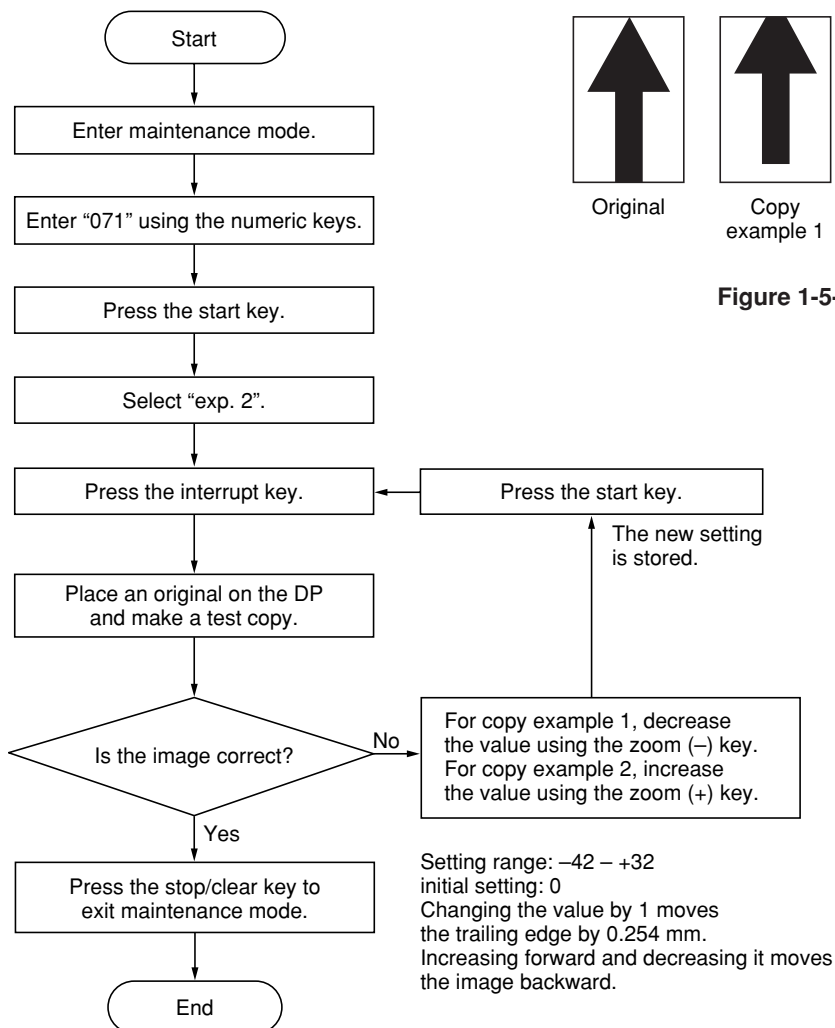 Start
Enter maintenance mode.
Enter “071” using the numeric keys.
Press the start key.
Select “exp. 2”.
Press the interrupt key.
Press the start key.
The new setting
is stored.
Place an original on the DP
and make a test copy.
Is the image correct?
No
For copy example 1, decrease
the value using the zoom (–) key.
For copy example 2, increase
the value using the zoom (+) key.
Yes
Press the stop/clear key to
exit maintenance mode.
End
Setting range: –42 – +32
initial setting: 0
Changing the value by 1 moves
the trailing edge by 0.254 mm.
Increasing forward and decreasing it moves
the image backward.
Original
Copy
example 1
Figure 1-5-